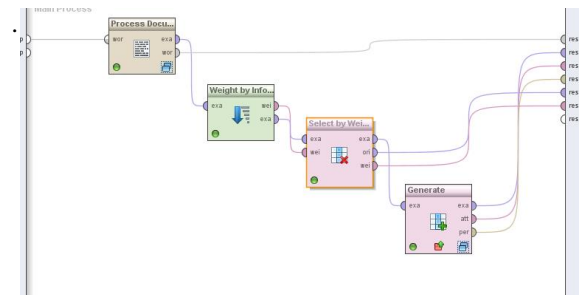 Main Process
Process Docu...
wor
exa
wor
Weight by Info...
exa
wei
exa
Select by Wei...
exa
exa
wei
ori
wei
Generate
exa
exa
att
per
p
p
res
res
res
res
res
res
res